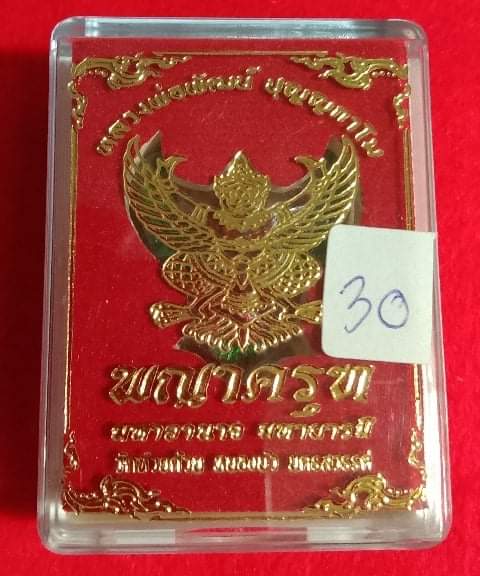 หลวงพ่อพัฒน์ ปุญฺญกาโม
30
พญาครุฑ
มหาอำนาจ มหาบารมี
วัดห้วยด้วน หนองบัว นครสวรรค์